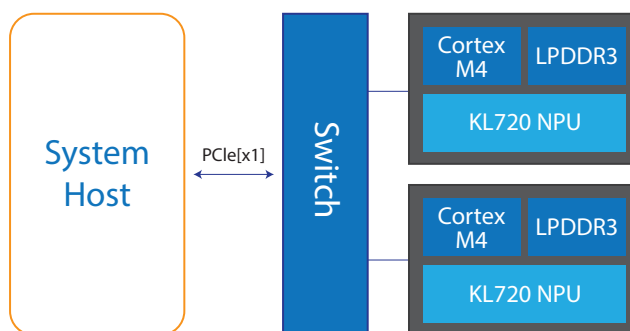 System
Host
PCIe[x1]
Switch
Cortex
M4
LPDDR3
KL720 NPU
Cortex
M4
LPDDR3
KL720 NPU